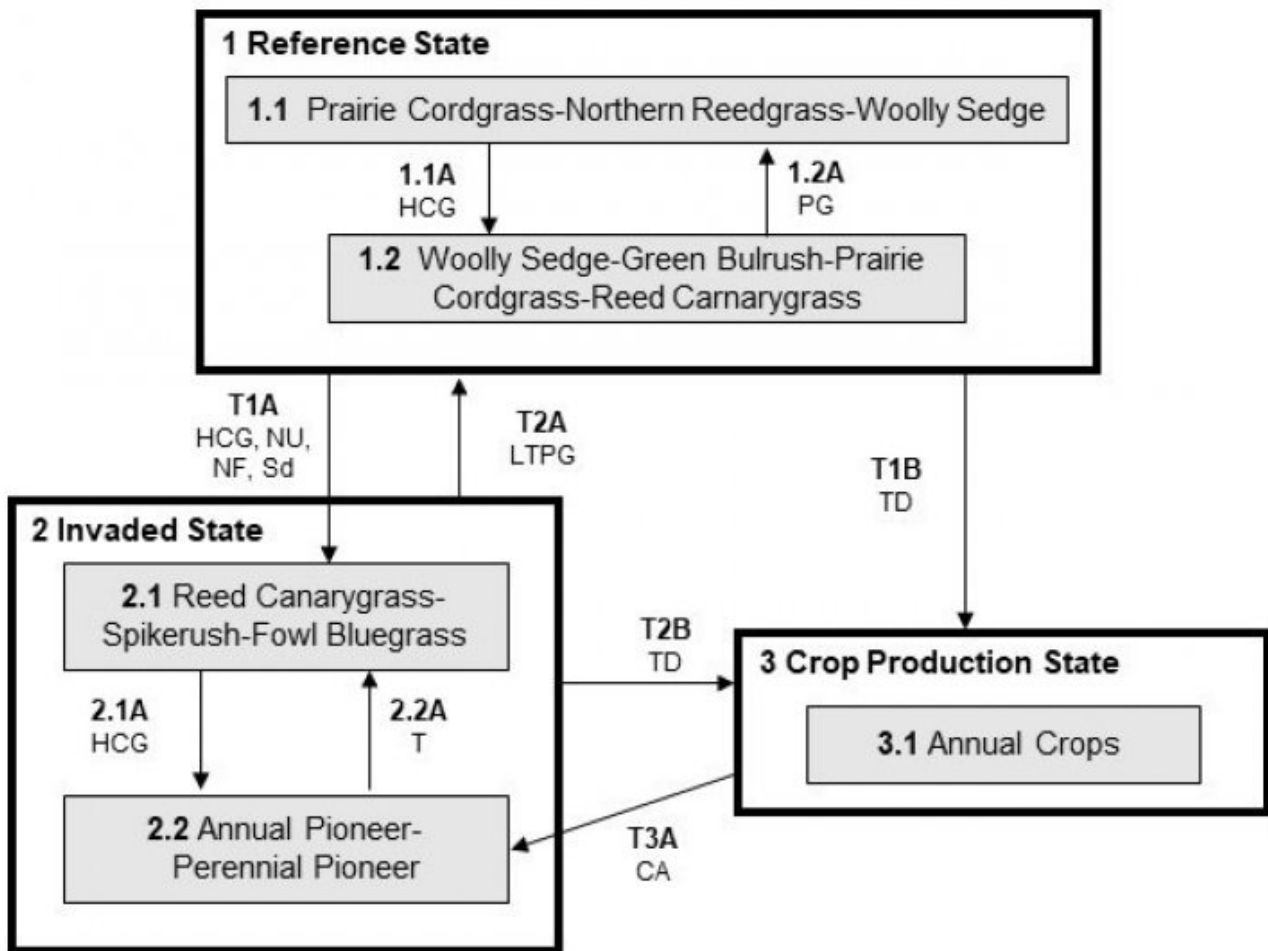 1 Reference State
1.1 Prairie Cordgrass-Northern Reedgrass-Woolly Sedge
1.1A
HCG
1.2A
PG
1.2 Woolly Sedge-Green Bulrush-Prairie
Cordgrass-Reed Carnarygrass
T1A
HCG, NU,
NF, Sd
T2A
LTPG
T1B
TD
2 Invaded State
2.1 Reed Canarygrass-
Spikerush-Fowl Bluegrass
2.1A
HCG
2.2A
T
2.2 Annual Pioneer-
Perennial Pioneer
T2B
TD
3 Crop Production State
3.1 Annual Crops
T3A
CA